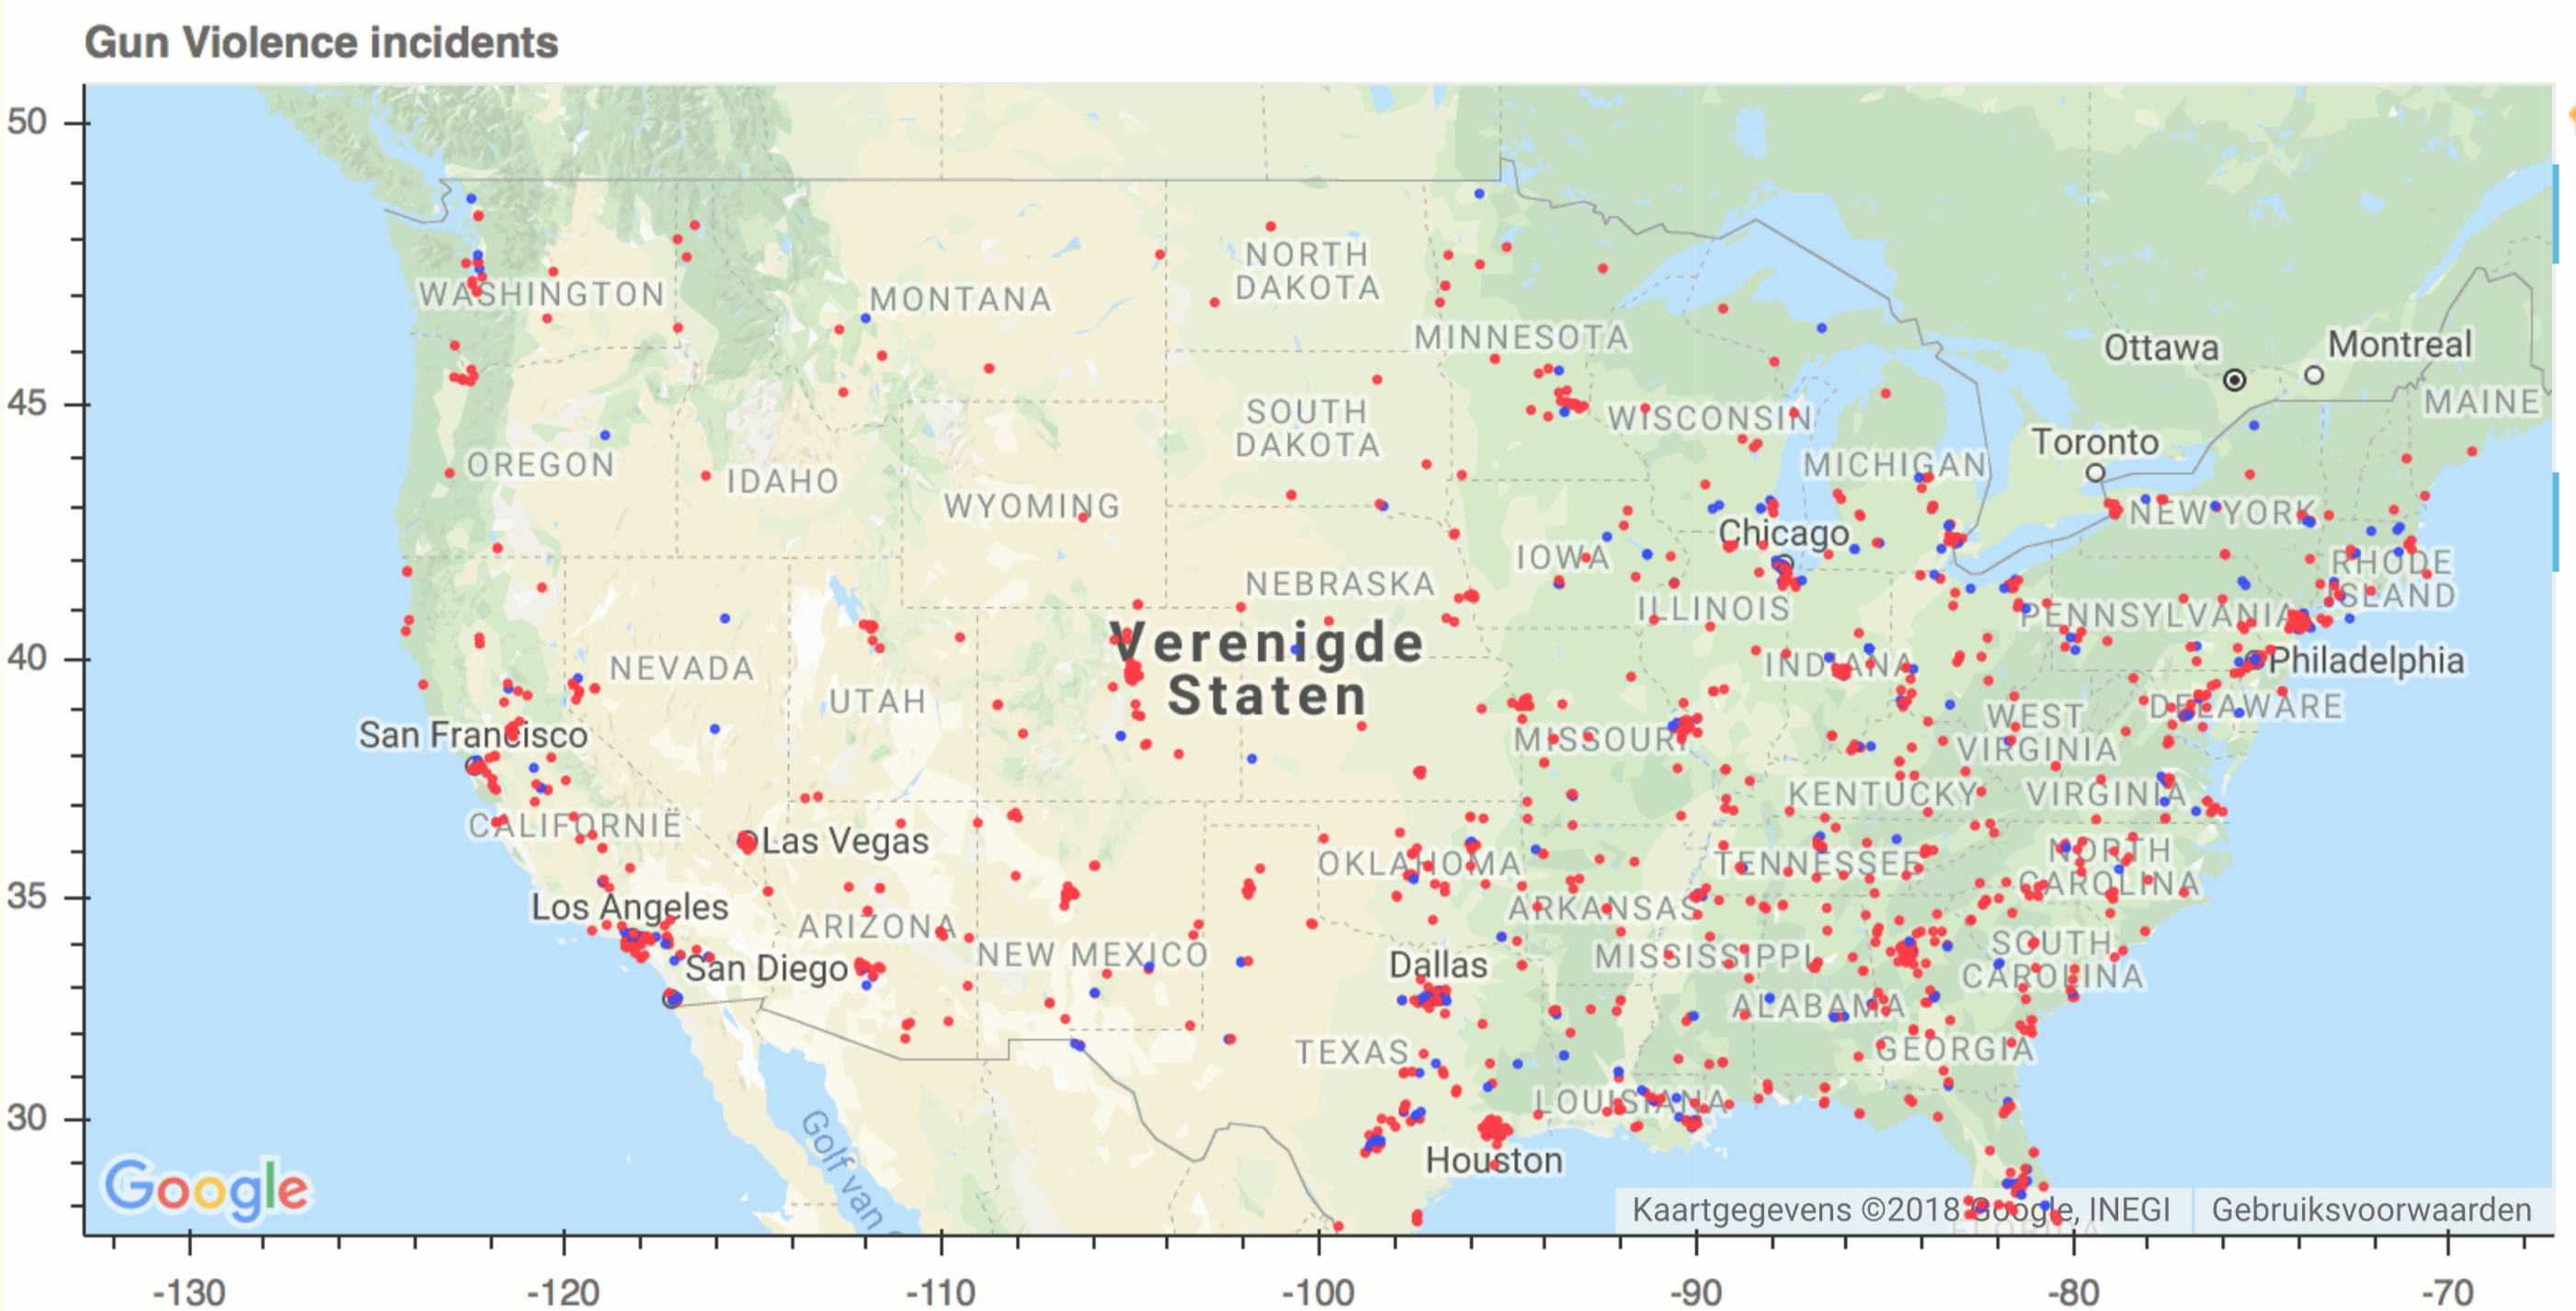 Gun Violence incidents
50
45
40
35
30
-130
-120
-110
-100
-90
-80
-70
WASHINGTON
MONTANA
NORTH
DAKOTA
MINNESOTA
Ottawa
Montreal
MAINE
OREGON
IDAHO
WYOMING
SOUTH
DAKOTA
WISCONSIN
MICHIGAN
Toronto
NEW YORK
Chicago
IOWA
NEBRASKA
ILLINOIS
RHODE
ISLAND
PENNSYLVANIA
Verenigde
Staten
NEVADA
UTAH
INDIANA
Philadelphia
DELAWARE
San Francisco
MISSOURI
WEST
VIRGINIA
CALIFORNIË
KENTUCKY
VIRGINIA
Las Vegas
OKLAHOMA
TENNESSEE
NORTH
CAROLINA
Los Angeles
ARIZONA
ARKANSAS
San Diego
NEW MEXICO
Dallas
MISSISSIPPI
SOUTH
CAROLINA
ALABAMA
TEXAS
GEORGIA
LOUISIANA
Houston
Golf van
Google
Kaartgegevens ©2018 Google, INEGI
Gebruiksvoorwaarden